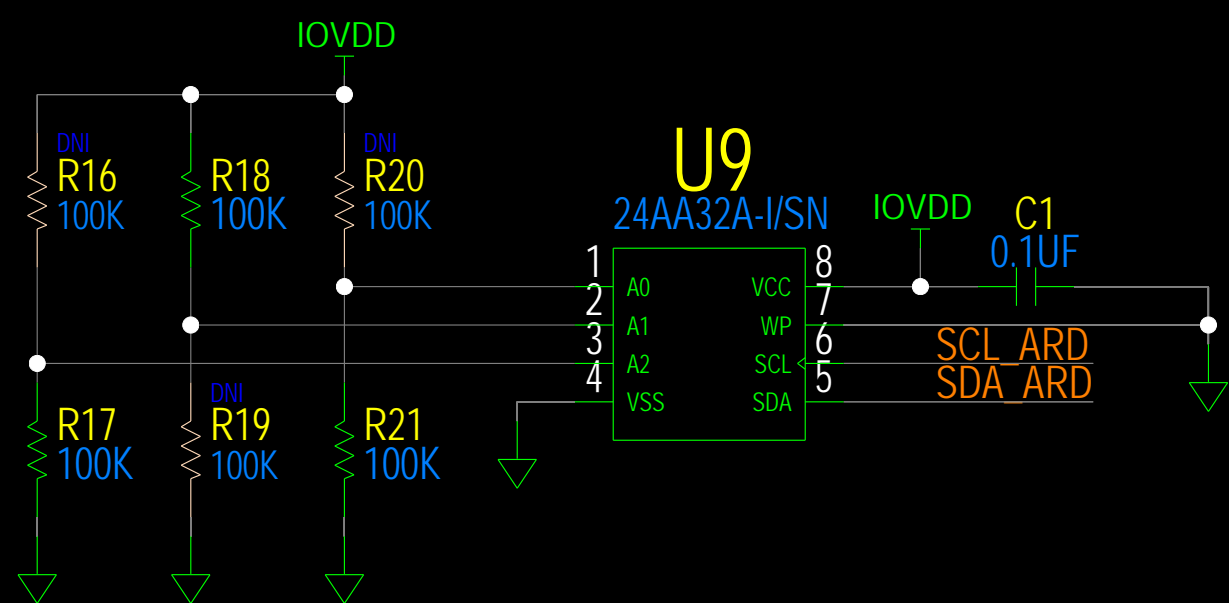 IOVDD
DNI
R16
100K
R18
100K
DNI
R20
100K
R17
100K
DNI
R19
100K
R21
100K
U9
24AA32A-I/SN
1
A0
2
A1
3
A2
4
VSS
8
VCC
7
WP
6
SCL
5
SDA
IOVDD
C1
0.1UF
SCL_ARD
SDA_ARD